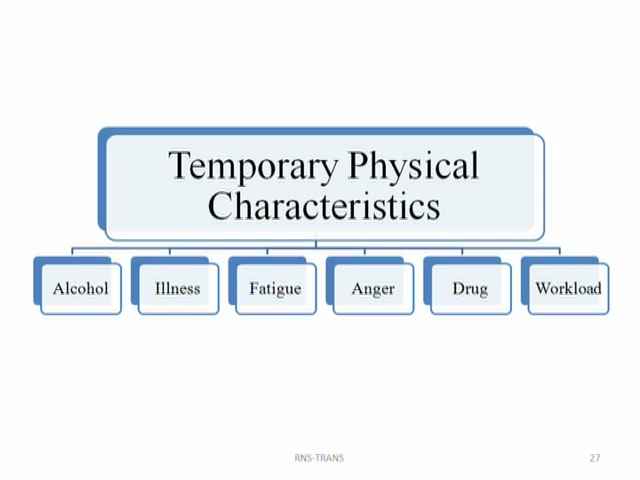 Temporary Physical
Characteristics
Alcohol
Illness
Fatigue
Anger
Drug
Workload
RNS-TRANS
27